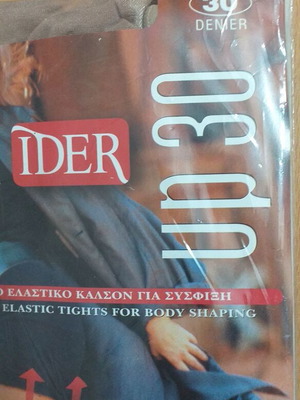 30
DENIER
IDER
up 30
ΕΛΑΣΤΙΚΟ ΚΑΛΣΟΝ ΓΙΑ ΣΥΣΦΙΞΗ
ELASTIC TIGHTS FOR BODY SHAPING